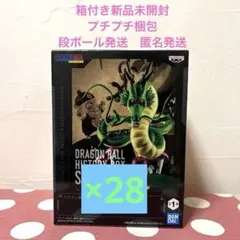 箱付き新品未開封
プチプチ梱包
段ボール発送　匿名発送
DRAGON BALL
HISTORY BOX
×28
BANDAI